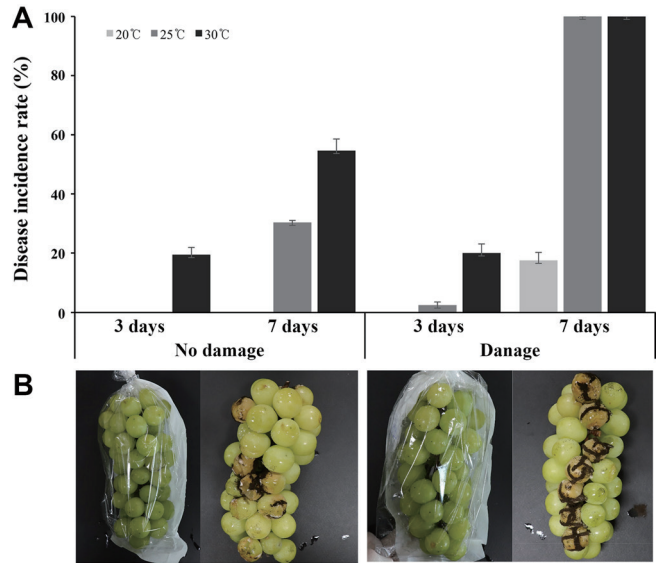 A
Disease incidence rate (%)
100
80
60
40
20
0
20℃ 25℃ 30℃
3 days 7 days 3 days 7 days
No damage Danage
B